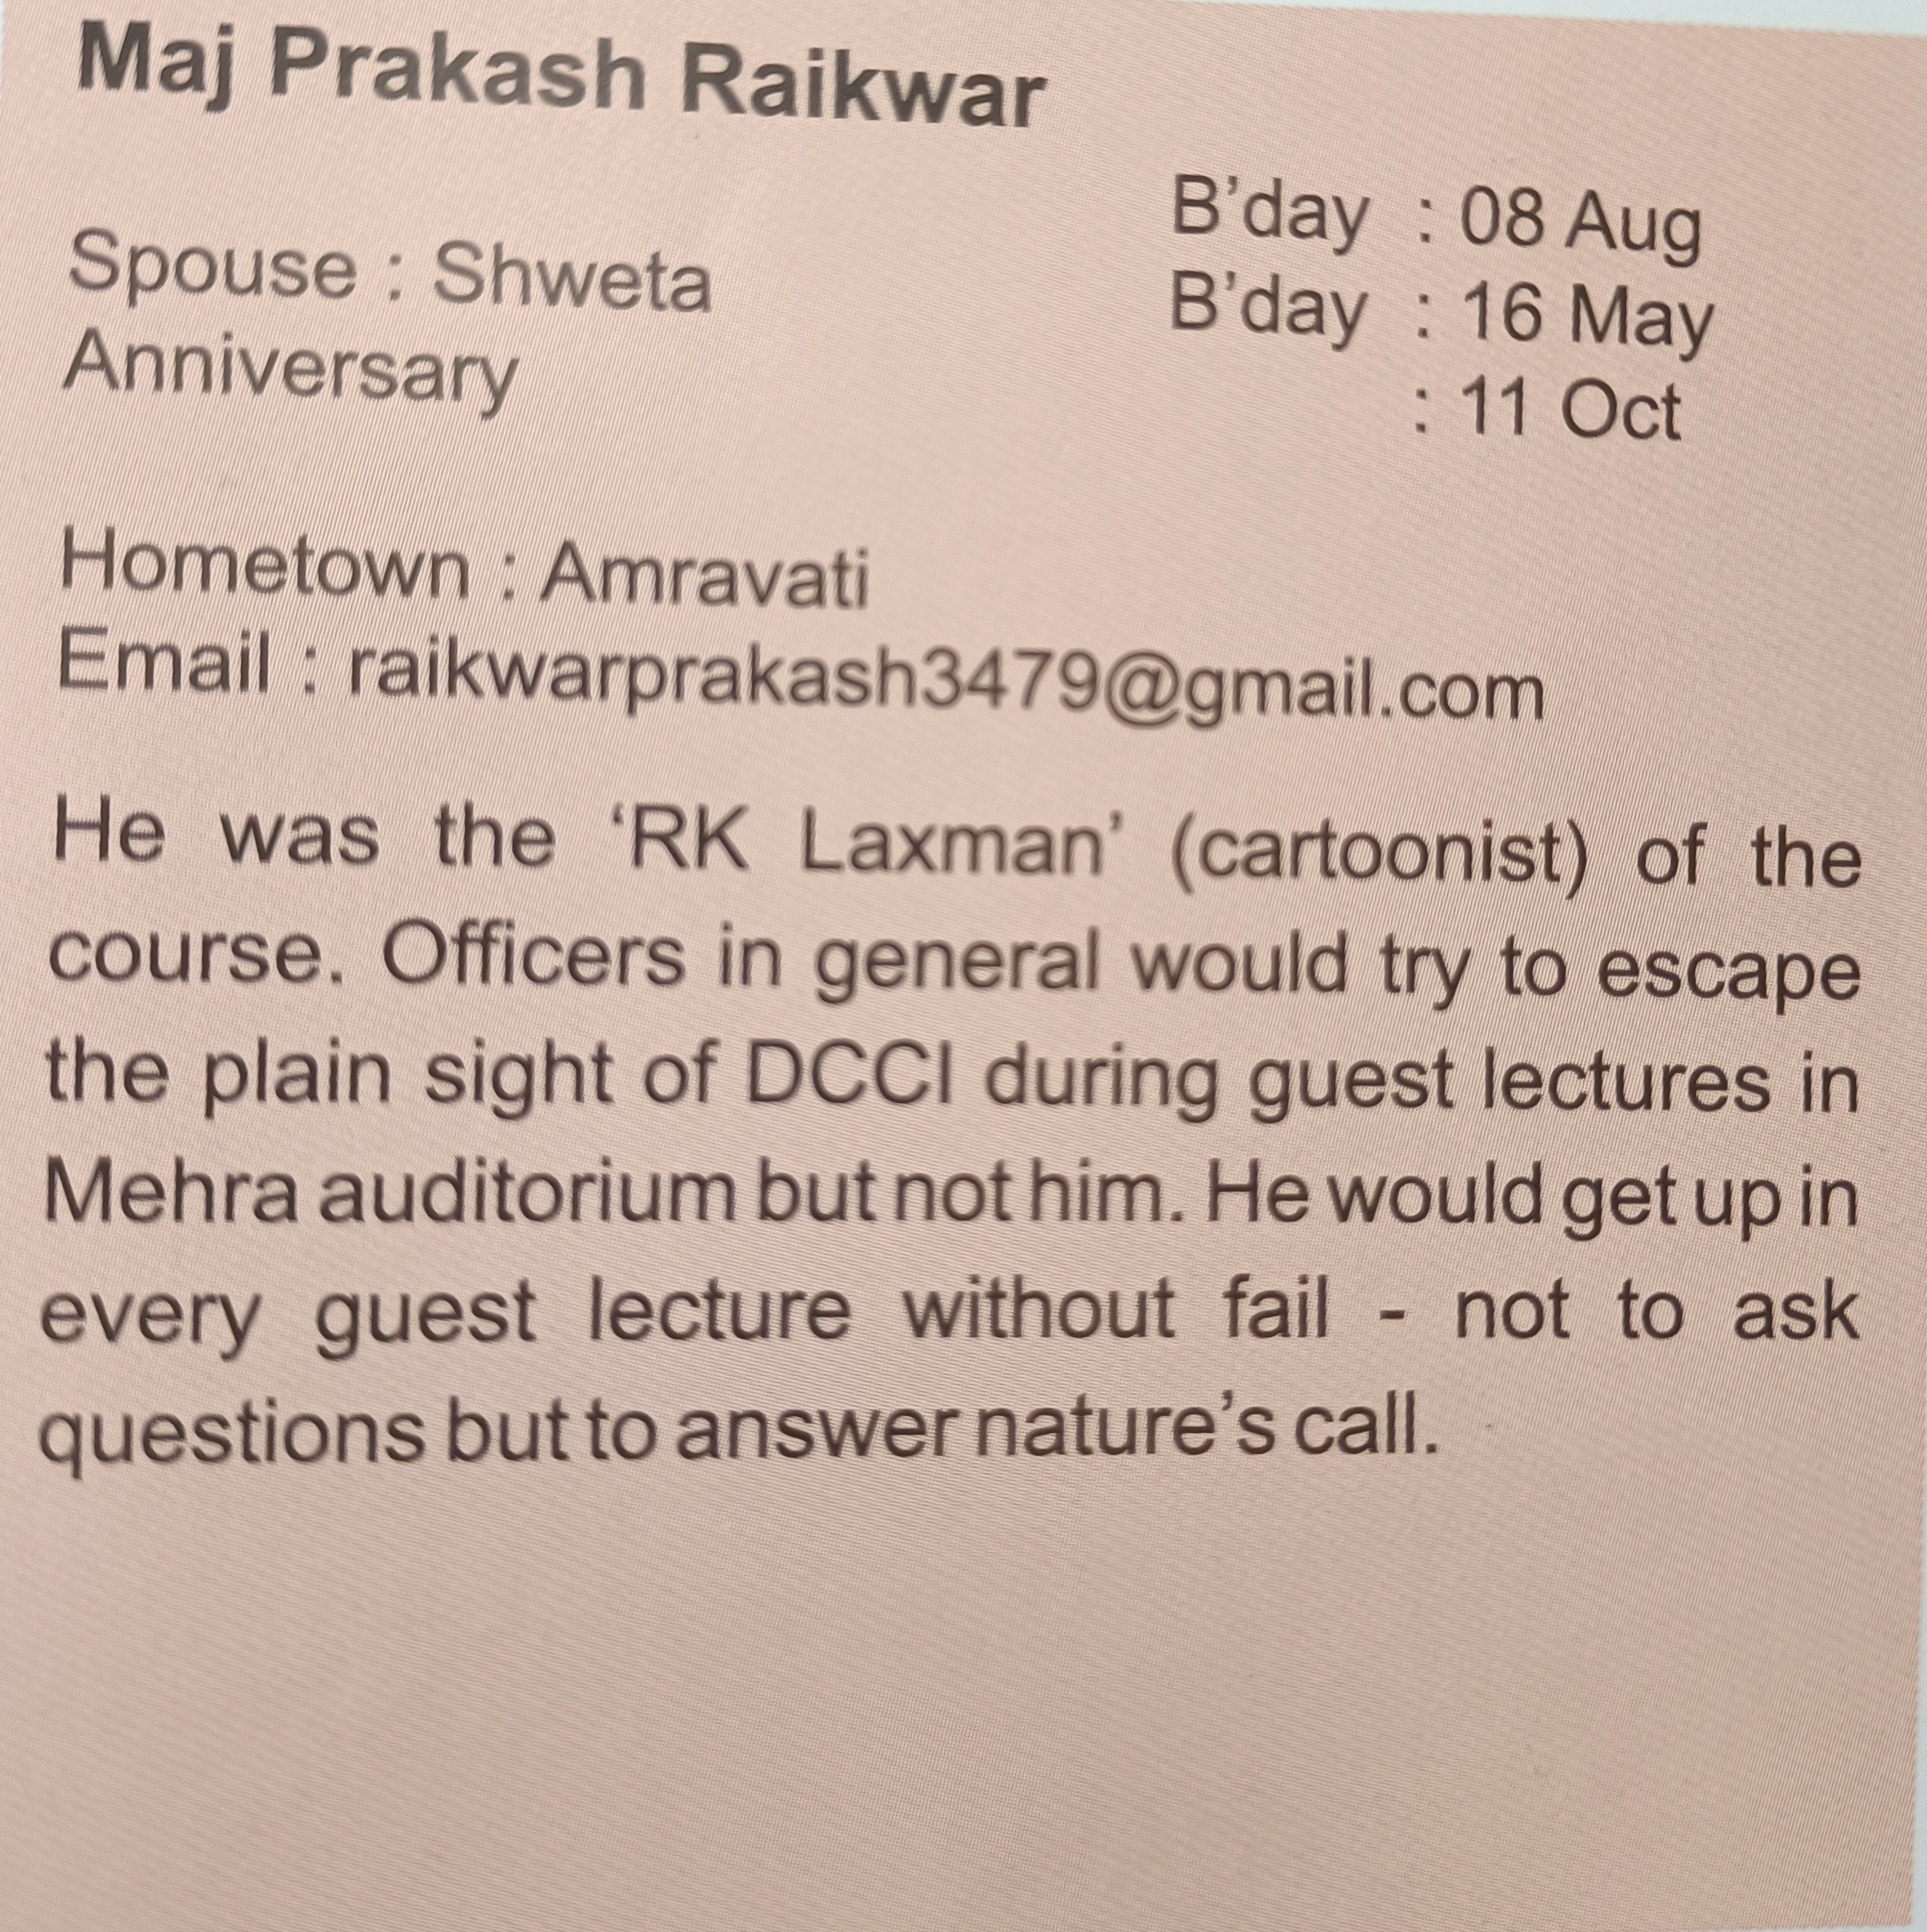 Maj Prakash Raikwar
B'day : 08 Aug
Spouse : Shweta B'day : 16 May
Anniversary : 11 Oct
Hometown : Amravati
Email : raikwarprakash3479@gmail.com
He was the ‘RK Laxman’ (cartoonist) of the
course. Officers in general would try to escape
the plain sight of DCCI during guest lectures in
Mehra auditorium but not him. He would get up in
every guest lecture without fail - not to ask
questions but to answer nature’s call.